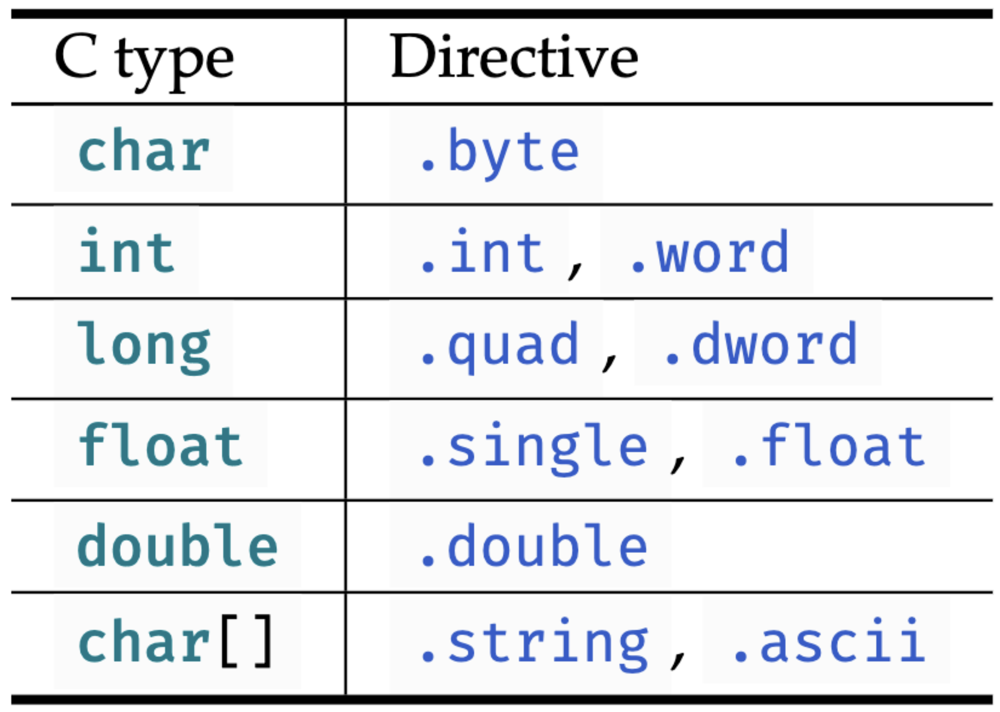 C type Directive
char .byte
int .int, .word
long .quad, .dword
float .single, .float
double .double
char[] .string, .ascii